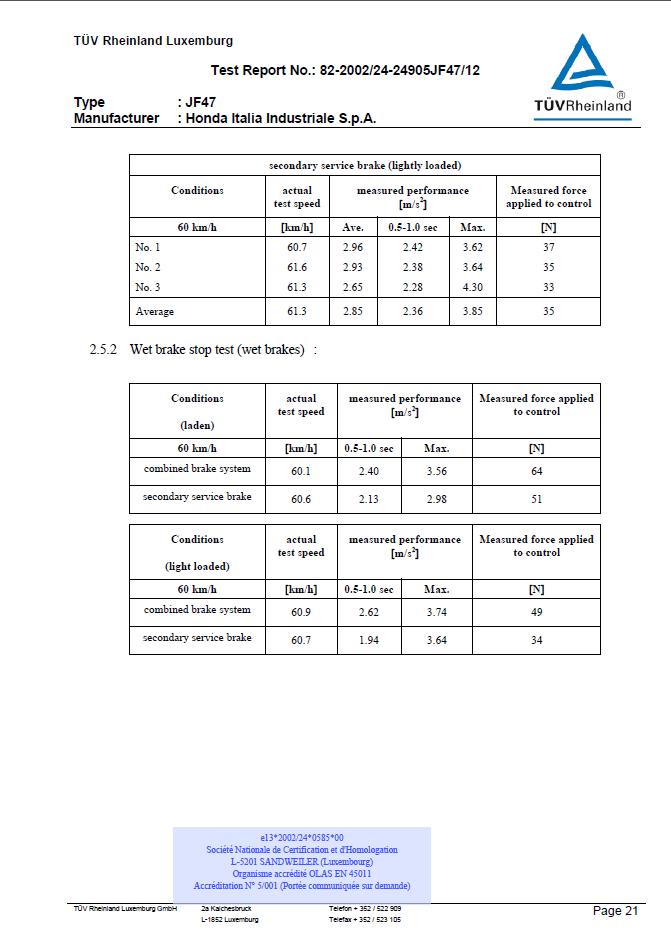 TÜV Rheinland Luxemburg
Test Report No.: 82-2002/24-24905JF47/12
Type : JF47
Manufacturer : Honda Italia Industriale S.p.A.
TÜVRheinland®
secondary service brake (lightly loaded)
Conditions actual test speed measured performance [m/s²] Measured force applied to control
60 km/h [km/h] Ave. 0.5-1.0 sec Max. [N]
No. 1 60.7 2.96 2.42 3.62 37
No. 2 61.6 2.93 2.38 3.64 35
No. 3 61.3 2.65 2.28 4.30 33
Average 61.3 2.85 2.36 3.85 35
2.5.2 Wet brake stop test (wet brakes) :
Conditions (laden) actual test speed measured performance [m/s²] Measured force applied to control
60 km/h [km/h] 0.5-1.0 sec Max. [N]
combined brake system 60.1 2.40 3.56 64
secondary service brake 60.6 2.13 2.98 51
Conditions (light loaded) actual test speed measured performance [m/s²] Measured force applied to control
60 km/h [km/h] 0.5-1.0 sec Max. [N]
combined brake system 60.9 2.62 3.74 49
secondary service brake 60.7 1.94 3.64 34
e13*2002/24*0585*00
Société Nationale de Certification et d'Homologation
L-5201 SANDWEILER (Luxembourg)
Organisme accrédité OLAS EN 45011
Accréditation N° 5/001 (Portée communiquée sur demande)
TÜV Rheinland Luxemburg GmbH 2a Kalchesbruck Telefon + 352 / 522 909 Page 21
L-1852 Luxemburg Telefax + 352 / 523 105